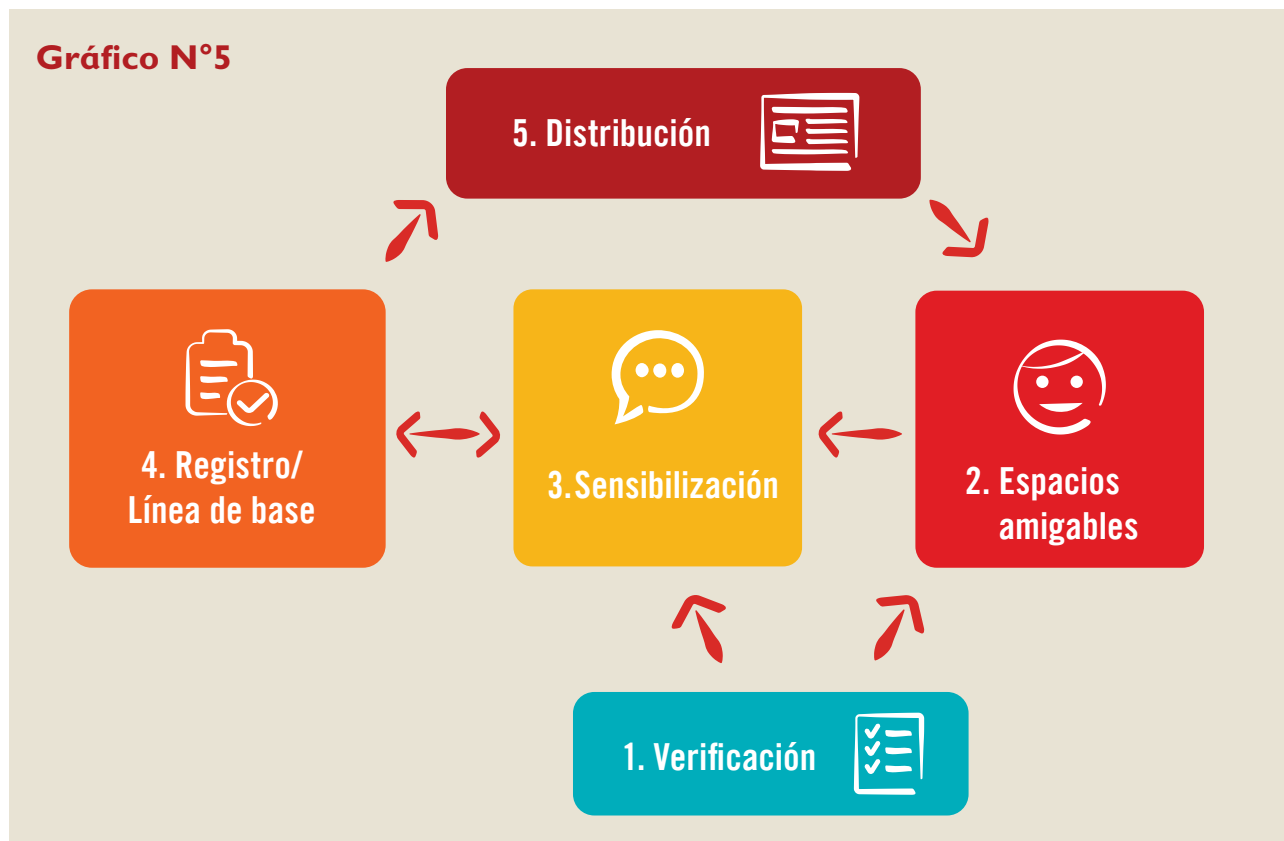 Gráfico N°5
5. Distribución
4. Registro/
Línea de base
3.Sensibilización
2. Espacios
amigables
1. Verificación